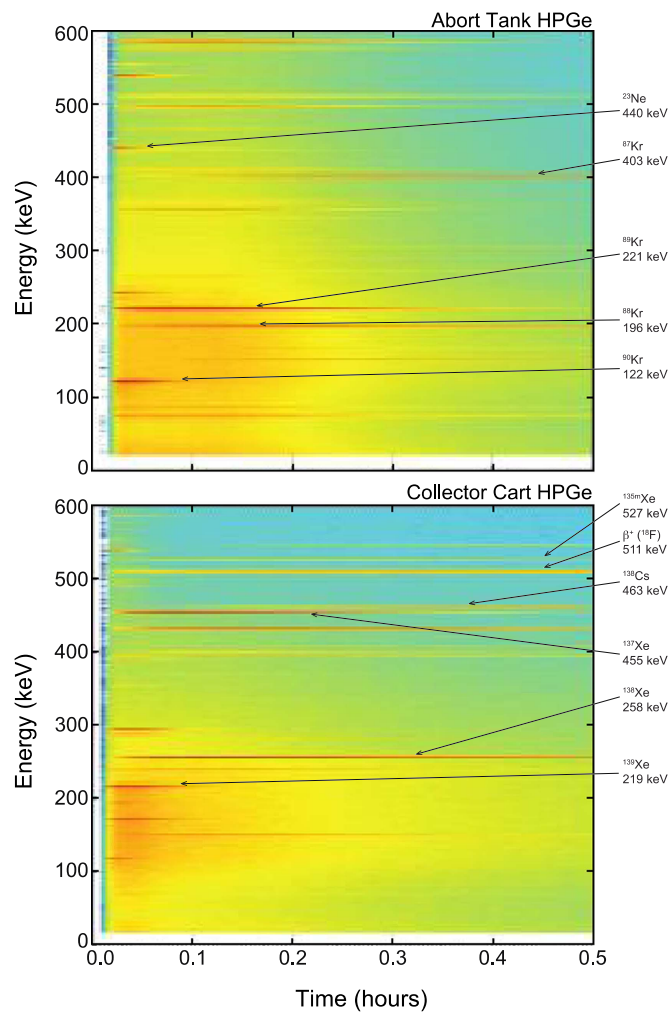 Abort Tank HPGe
600
500
400
300
200
100
0
Energy (keV)
²³Ne
440 keV
⁸⁷Kr
403 keV
⁸⁹Kr
221 keV
⁸⁸Kr
196 keV
⁹⁰Kr
122 keV
Collector Cart HPGe
600
500
400
300
200
100
0
Energy (keV)
¹³⁵ᵐXe
527 keV
β⁺ (¹⁸F)
511 keV
¹³⁸Cs
463 keV
¹³⁷Xe
455 keV
¹³⁸Xe
258 keV
¹³⁹Xe
219 keV
0.0 0.1 0.2 0.3 0.4 0.5
Time (hours)